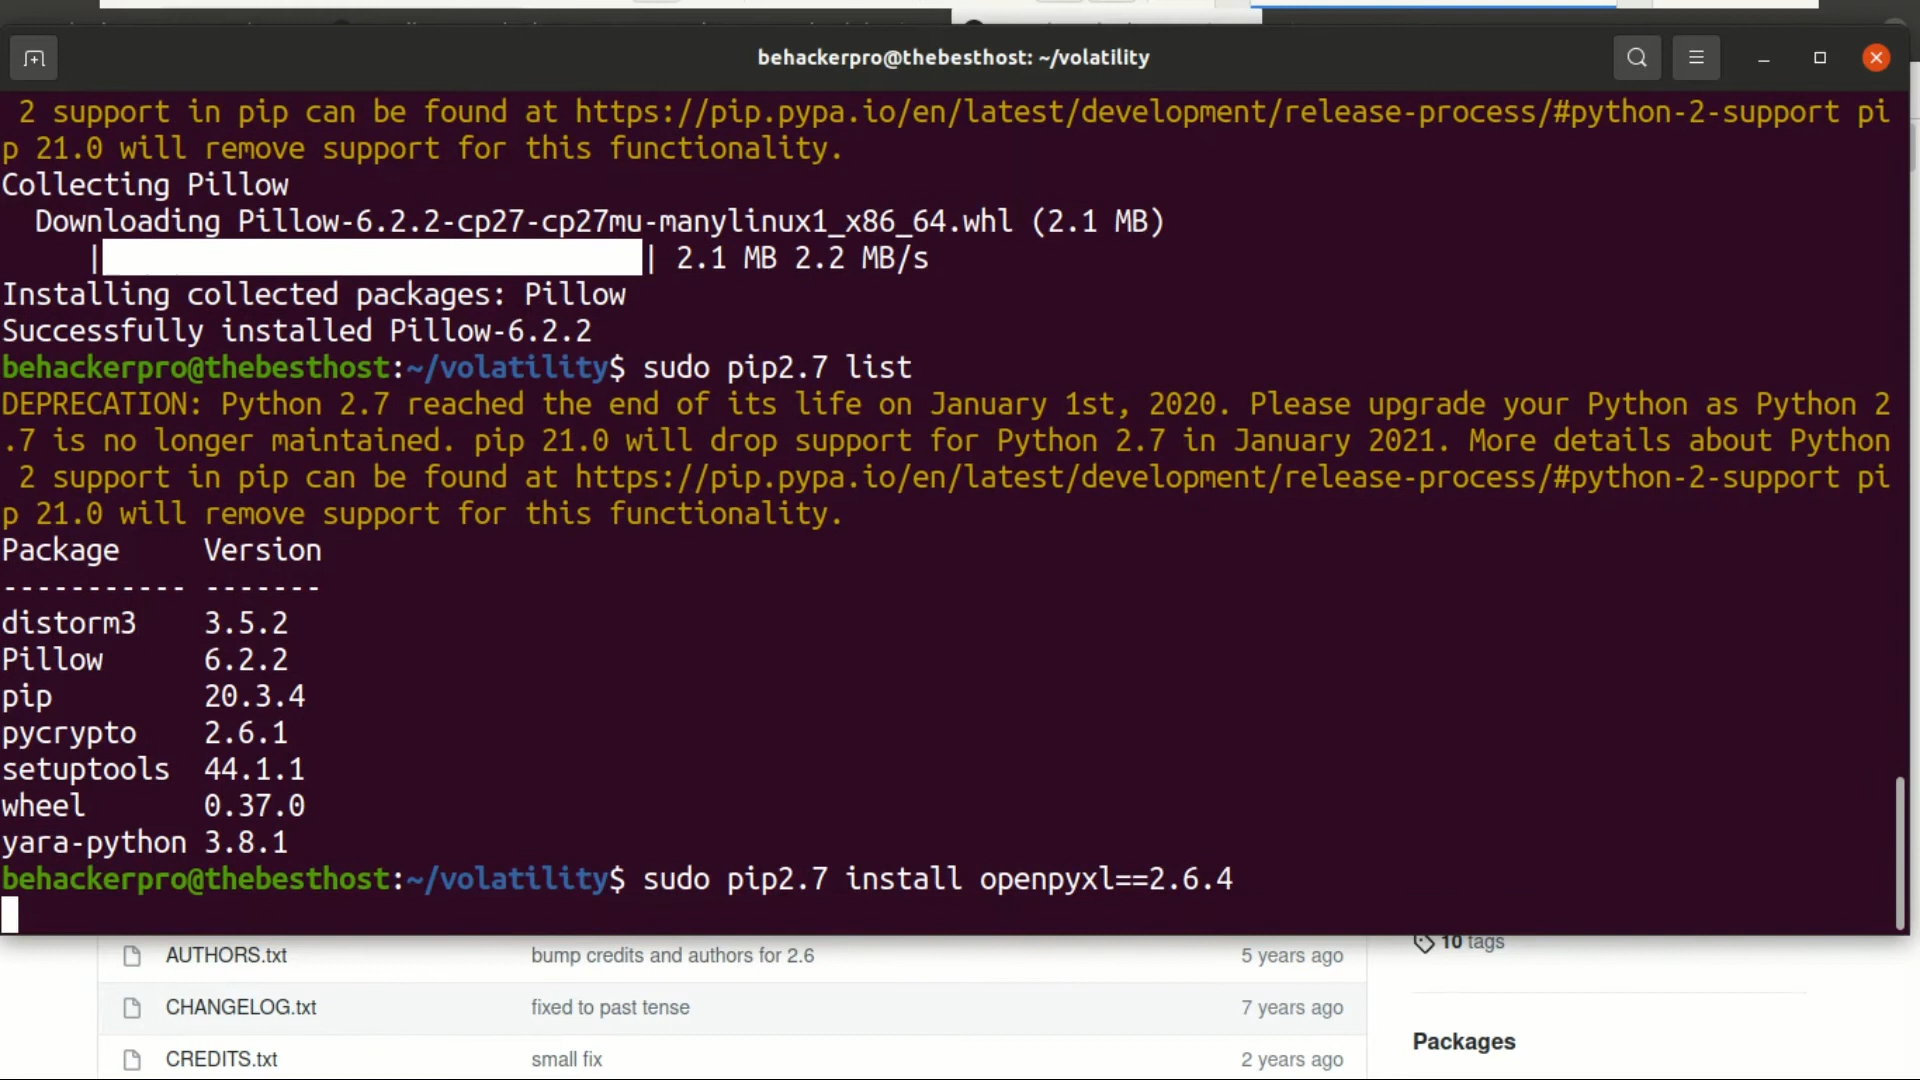 behackerpro@thebesthost: ~/volatility
 2 support in pip can be found at https://pip.pypa.io/en/latest/development/release-process/#python-2-support pi
p 21.0 will remove support for this functionality.
Collecting Pillow
  Downloading Pillow-6.2.2-cp27-cp27mu-manylinux1_x86_64.whl (2.1 MB)
| | 2.1 MB 2.2 MB/s
Installing collected packages: Pillow
Successfully installed Pillow-6.2.2
behackerpro@thebesthost:~/volatility$ sudo pip2.7 list
DEPRECATION: Python 2.7 reached the end of its life on January 1st, 2020. Please upgrade your Python as Python 2
.7 is no longer maintained. pip 21.0 will drop support for Python 2.7 in January 2021. More details about Python
 2 support in pip can be found at https://pip.pypa.io/en/latest/development/release-process/#python-2-support pi
p 21.0 will remove support for this functionality.
Package     Version
----------- -------
distorm3    3.5.2
Pillow      6.2.2
pip         20.3.4
pycrypto    2.6.1
setuptools  44.1.1
wheel       0.37.0
yara-python 3.8.1
behackerpro@thebesthost:~/volatility$ sudo pip2.7 install openpyxl==2.6.4
10 tags
AUTHORS.txt bump credits and authors for 2.6 5 years ago
CHANGELOG.txt fixed to past tense 7 years ago
Packages
CREDITS.txt small fix 2 years ago